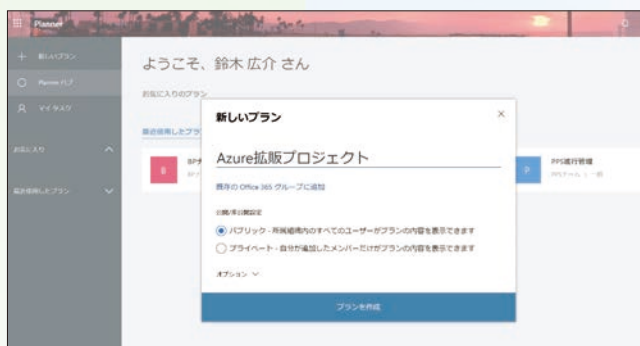 Planner
+ 新しいプラン
Planner ハブ
マイ タスク
お気に入り
最近使用したプラン
ようこそ、鈴木 広介 さん
お気に入りのプラン
最近使用したプラ
B
BPチ
P
PPS進行管理
新しいプラン
×
Azure拡販プロジェクト
既存の Office 365 グループに追加
公開/非公開設定
パブリック - 所属組織内のすべてのユーザーがプランの内容を表示できます
プライベート - 自分が追加したメンバーだけがプランの内容を表示できます
オプション
プランを作成